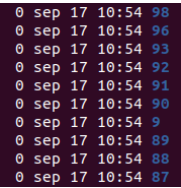 0 sep 17 10:54 98
0 sep 17 10:54 96
0 sep 17 10:54 93
0 sep 17 10:54 92
0 sep 17 10:54 91
0 sep 17 10:54 90
0 sep 17 10:54 9
0 sep 17 10:54 89
0 sep 17 10:54 88
0 sep 17 10:54 87